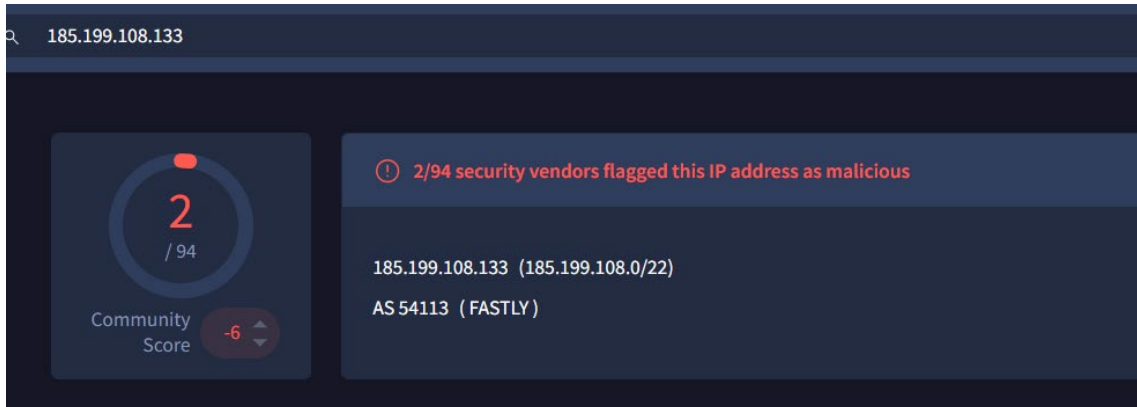 185.199.108.133
2
/ 94
Community
Score
-6
2/94 security vendors flagged this IP address as malicious
185.199.108.133 (185.199.108.0/22)
AS 54113 ( FASTLY )